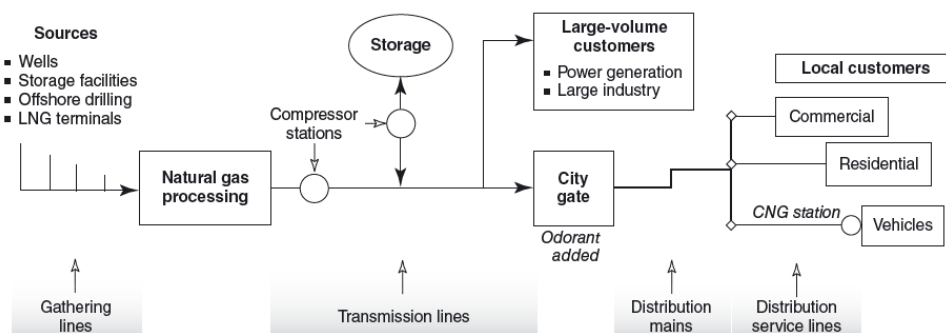 Sources
▪ Wells
▪ Storage facilities
▪ Offshore drilling
▪ LNG terminals
Storage
Compressor
stations
Large-volume
customers
▪ Power generation
▪ Large industry
Local customers
Commercial
Residential
CNG station
Vehicles
Natural gas
processing
City
gate
Odorant
added
Gathering
lines
Transmission lines
Distribution
mains
Distribution
service lines